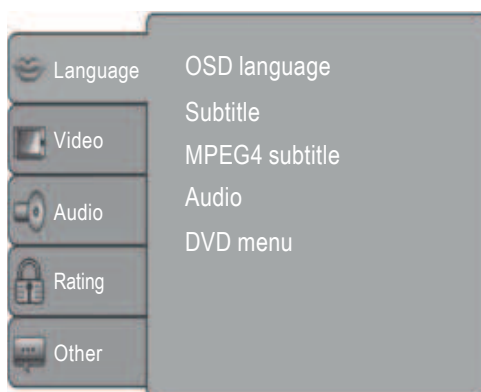 Language
Video
Audio
Rating
Other
OSD language
Subtitle
MPEG4 subtitle
Audio
DVD menu